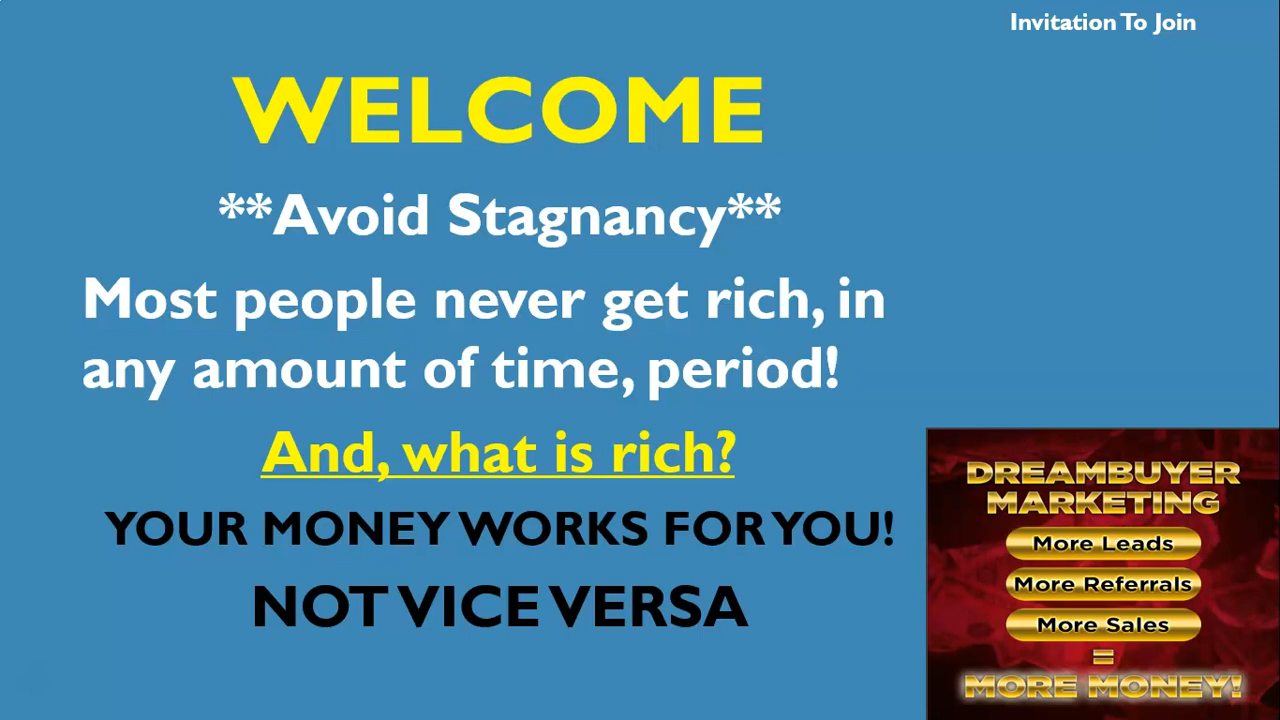 Invitation To Join
WELCOME
**Avoid Stagnancy**
Most people never get rich, in
any amount of time, period!
And, what is rich?
YOUR MONEY WORKS FOR YOU!
NOT VICE VERSA
DREAMBUYER
MARKETING
More Leads
More Referrals
More Sales
=
MORE MONEY!